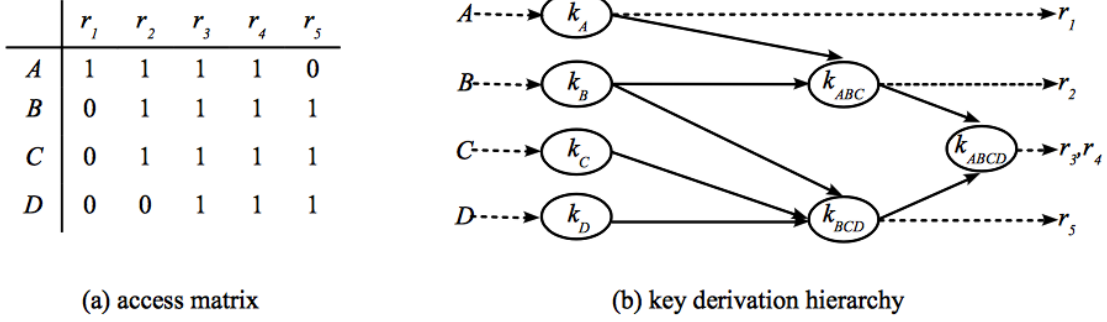 r1 r2 r3 r4 r5
A 1 1 1 1 0
B 0 1 1 1 1
C 0 1 1 1 1
D 0 0 1 1 1
(a) access matrix
A kA r1
B kB kABC r2
C kC kABCD r3,r4
D kD kBCD r5
(b) key derivation hierarchy